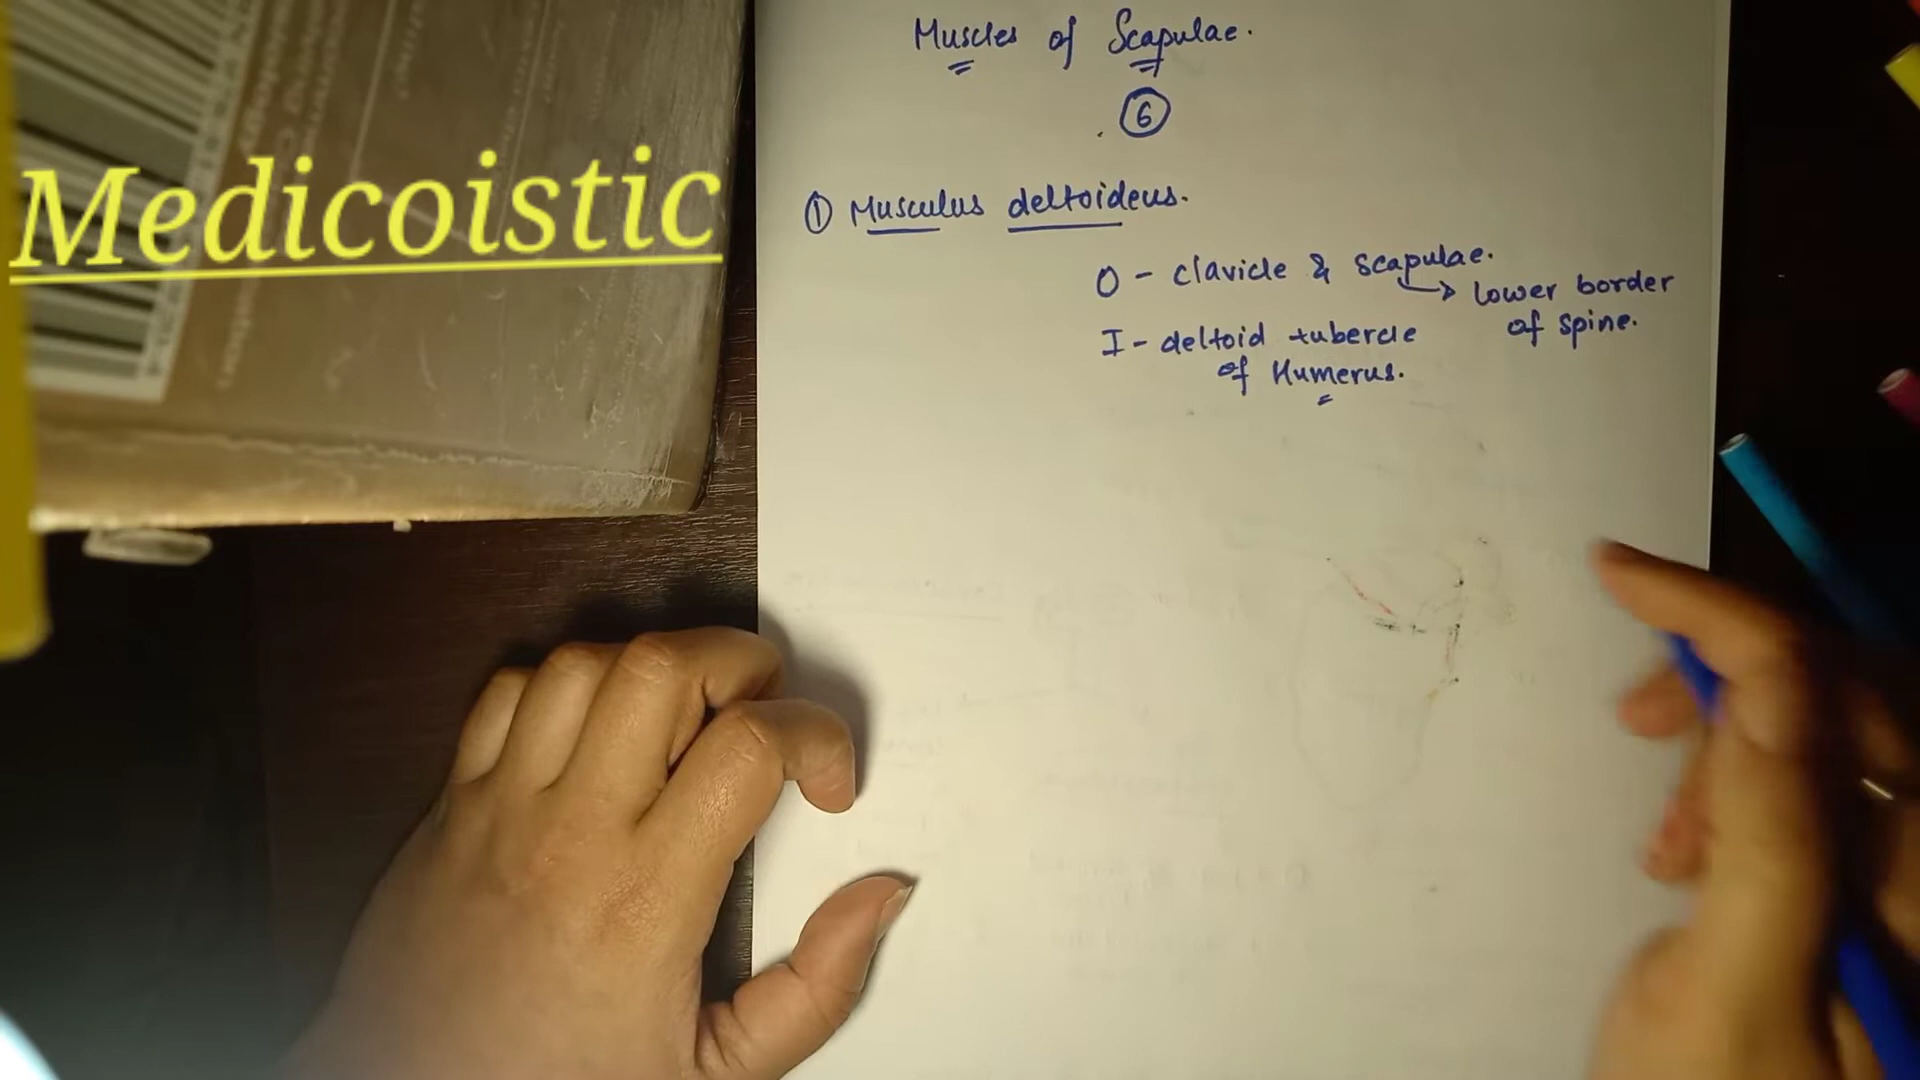 Medicoistic
Muscles of Scapulae.
6
① Musculus deltoideus.
O - clavicle & scapulae.
↳ lower border
of spine.
I - deltoid tubercle
of Humerus.